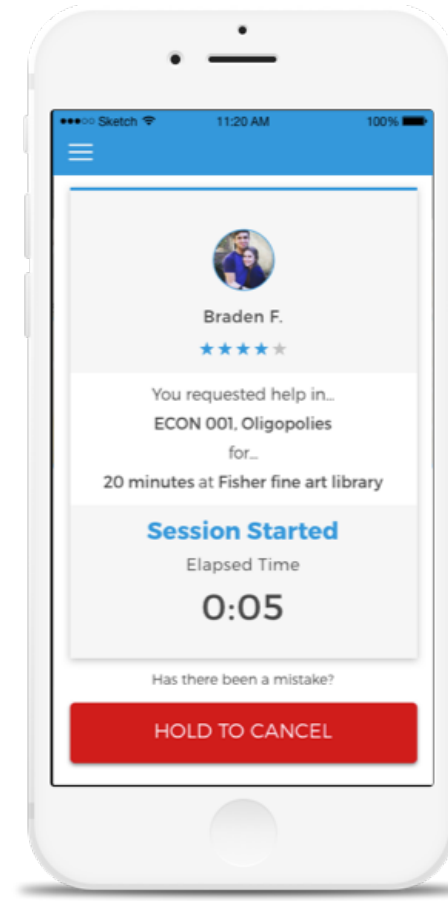 Sketch 11:20 AM 100%
Braden F.
You requested help in...
ECON 001, Oligopolies
for...
20 minutes at Fisher fine art library
Session Started
Elapsed Time
0:05
Has there been a mistake?
HOLD TO CANCEL